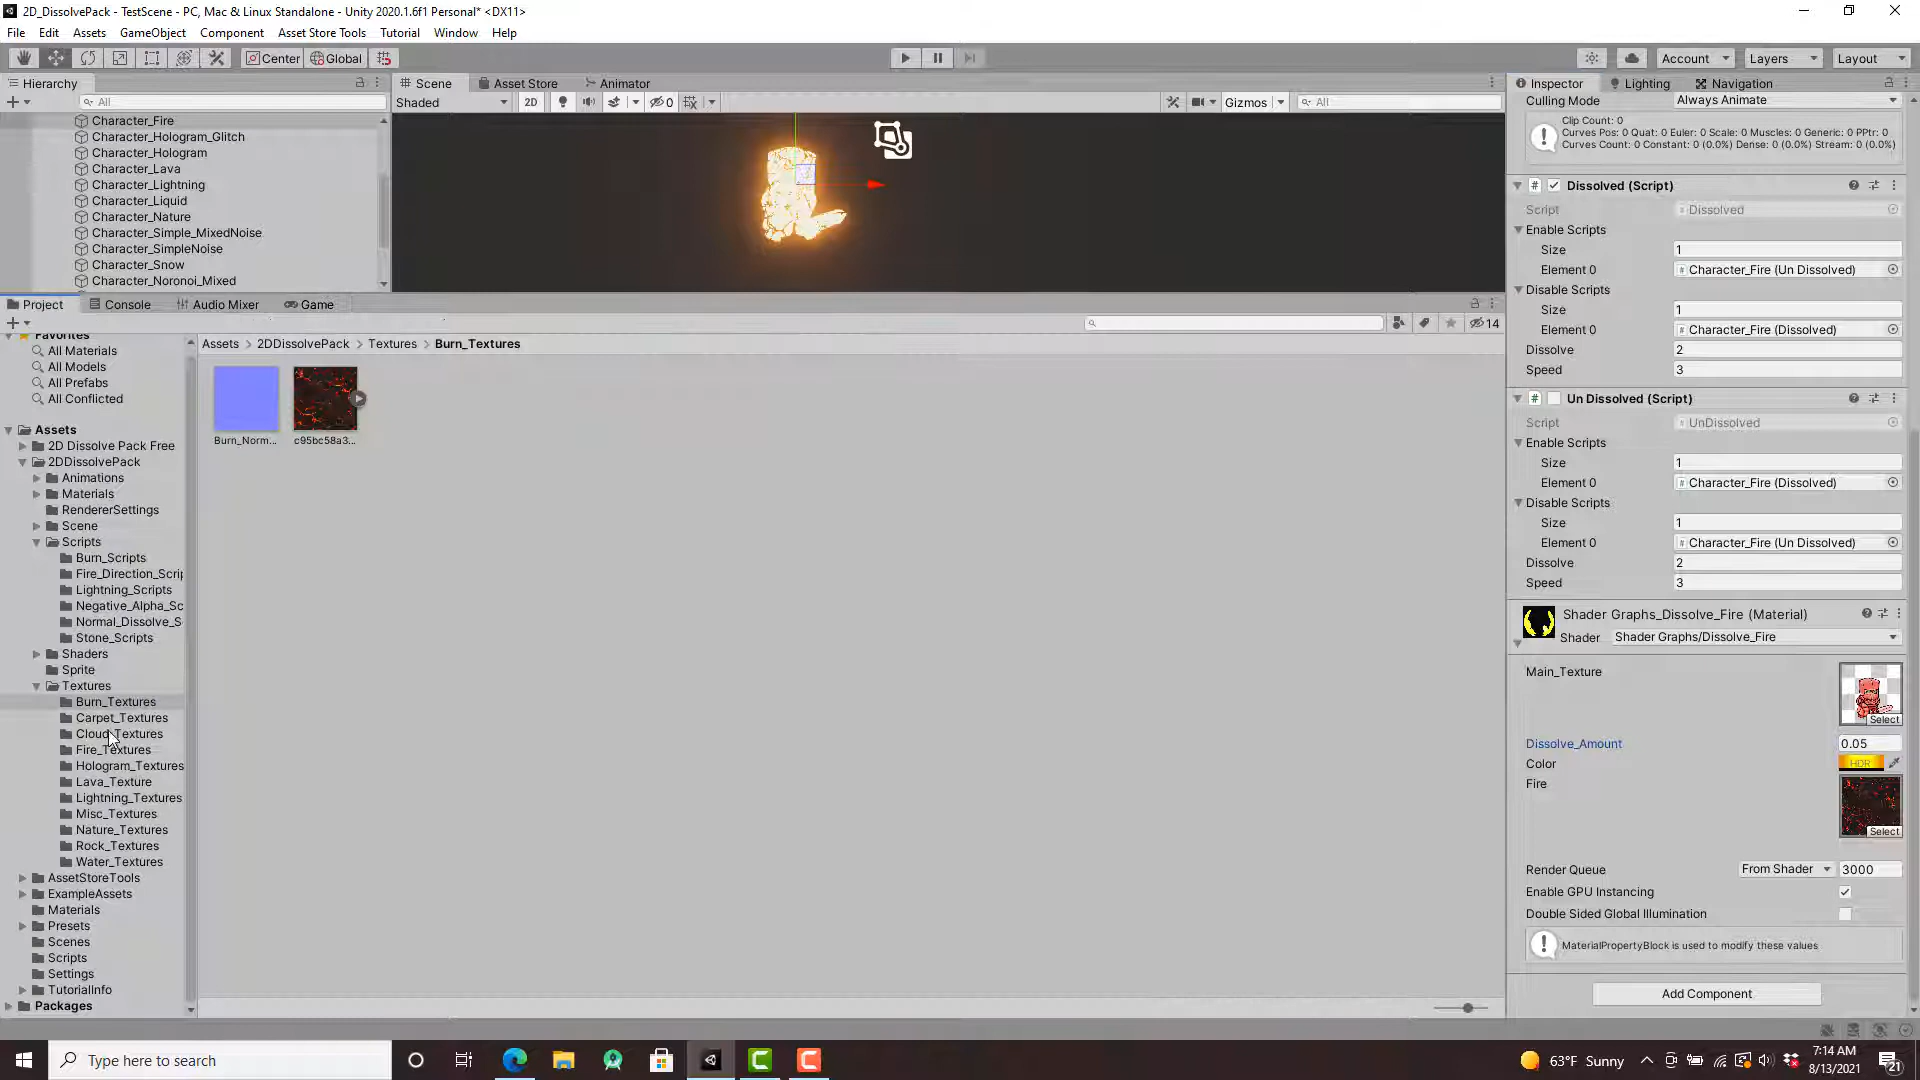 2D_DissolvePack - TestScene - PC, Mac & Linux Standalone - Unity 2020.1.6f1 Personal* <DX11>
File Edit Assets GameObject Component Asset Store Tools Tutorial Window Help
Center Global Account Layers Layout
Hierarchy
All
Character_Fire
Character_Hologram_Glitch
Character_Hologram
Character_Lava
Character_Lightning
Character_Liquid
Character_Nature
Character_Simple_MixedNoise
Character_SimpleNoise
Character_Snow
Character_Noronoi_Mixed
Scene Asset Store Animator
Shaded 2D 0 Gizmos All
Project Console Audio Mixer Game
14
Favorites
All Materials
All Models
All Prefabs
All Conflicted
Assets
2D Dissolve Pack Free
2DDissolvePack
Animations
Materials
RendererSettings
Scene
Scripts
Burn_Scripts
Fire_Direction_Scrip
Lightning_Scripts
Negative_Alpha_Sc
Normal_Dissolve_S
Stone_Scripts
Shaders
Sprite
Textures
Burn_Textures
Carpet_Textures
Cloud_Textures
Fire_Textures
Hologram_Textures
Lava_Texture
Lightning_Textures
Misc_Textures
Nature_Textures
Rock_Textures
Water_Textures
AssetStoreTools
ExampleAssets
Materials
Presets
Scenes
Scripts
Settings
TutorialInfo
Packages
Assets > 2DDissolvePack > Textures > Burn_Textures
Burn_Norm... c95bc58a3...
Inspector Lighting Navigation
Culling Mode Always Animate
Clip Count: 0
Curves Pos: 0 Quat: 0 Euler: 0 Scale: 0 Muscles: 0 Generic: 0 PPtr: 0
Curves Count: 0 Constant: 0 (0.0%) Dense: 0 (0.0%) Stream: 0 (0.0%)
# Dissolved (Script)
Script # Dissolved
Enable Scripts
Size 1
Element 0 # Character_Fire (Un Dissolved)
Disable Scripts
Size 1
Element 0 # Character_Fire (Dissolved)
Dissolve 2
Speed 3
# Un Dissolved (Script)
Script # UnDissolved
Enable Scripts
Size 1
Element 0 # Character_Fire (Dissolved)
Disable Scripts
Size 1
Element 0 # Character_Fire (Un Dissolved)
Dissolve 2
Speed 3
Shader Graphs_Dissolve_Fire (Material)
Shader Shader Graphs/Dissolve_Fire
Main_Texture
Select
Dissolve_Amount 0.05
Color HDR
Fire
Select
Render Queue From Shader 3000
Enable GPU Instancing
Double Sided Global Illumination
MaterialPropertyBlock is used to modify these values
Add Component
Type here to search
63°F Sunny
7:14 AM
8/13/2021
21